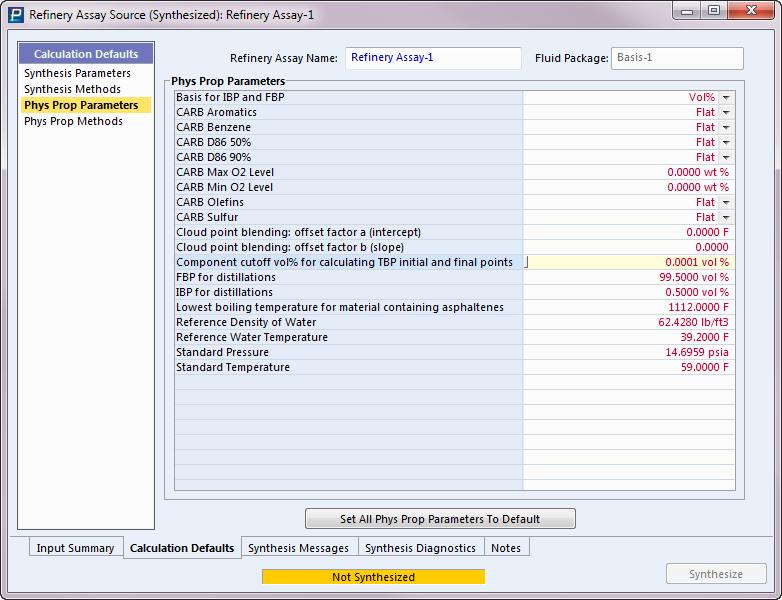 Refinery Assay Source (Synthesized): Refinery Assay-1
Calculation Defaults
Synthesis Parameters
Synthesis Methods
Phys Prop Parameters
Phys Prop Methods
Refinery Assay Name: Refinery Assay-1 Fluid Package: Basis-1
Phys Prop Parameters
Basis for IBP and FBP Vol%
CARB Aromatics Flat
CARB Benzene Flat
CARB D86 50% Flat
CARB D86 90% Flat
CARB Max O2 Level 0.0000 wt %
CARB Min O2 Level 0.0000 wt %
CARB Olefins Flat
CARB Sulfur Flat
Cloud point blending: offset factor a (intercept) 0.0000 F
Cloud point blending: offset factor b (slope) 0.0000
Component cutoff vol% for calculating TBP initial and final points 0.0001 vol %
FBP for distillations 99.5000 vol %
IBP for distillations 0.5000 vol %
Lowest boiling temperature for material containing asphaltenes 1112.0000 F
Reference Density of Water 62.4280 lb/ft3
Reference Water Temperature 39.2000 F
Standard Pressure 14.6959 psia
Standard Temperature 59.0000 F
Set All Phys Prop Parameters To Default
Input Summary Calculation Defaults Synthesis Messages Synthesis Diagnostics Notes
Not Synthesized Synthesize